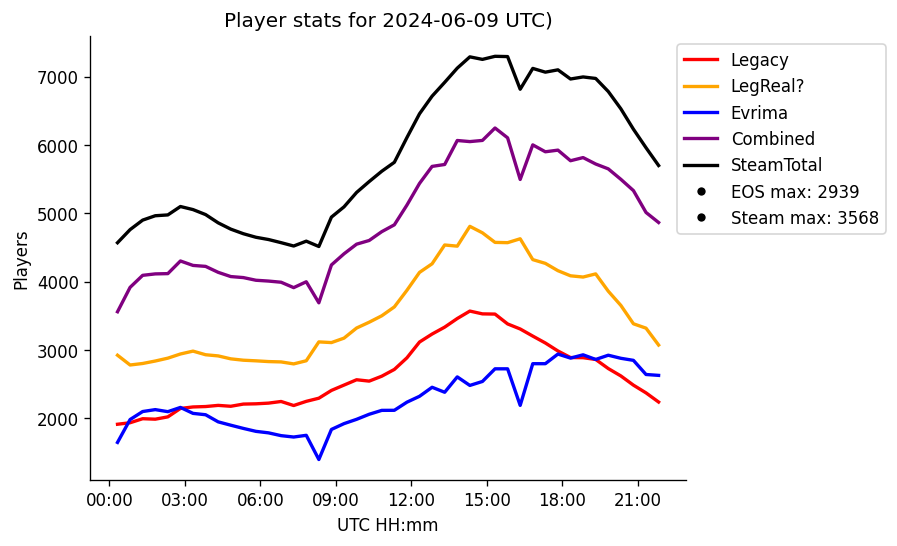 Player stats for 2024-06-09 UTC)
Players
7000
6000
5000
4000
3000
2000
00:00 03:00 06:00 09:00 12:00 15:00 18:00 21:00
UTC HH:mm
Legacy
LegReal?
Evrima
Combined
SteamTotal
EOS max: 2939
Steam max: 3568